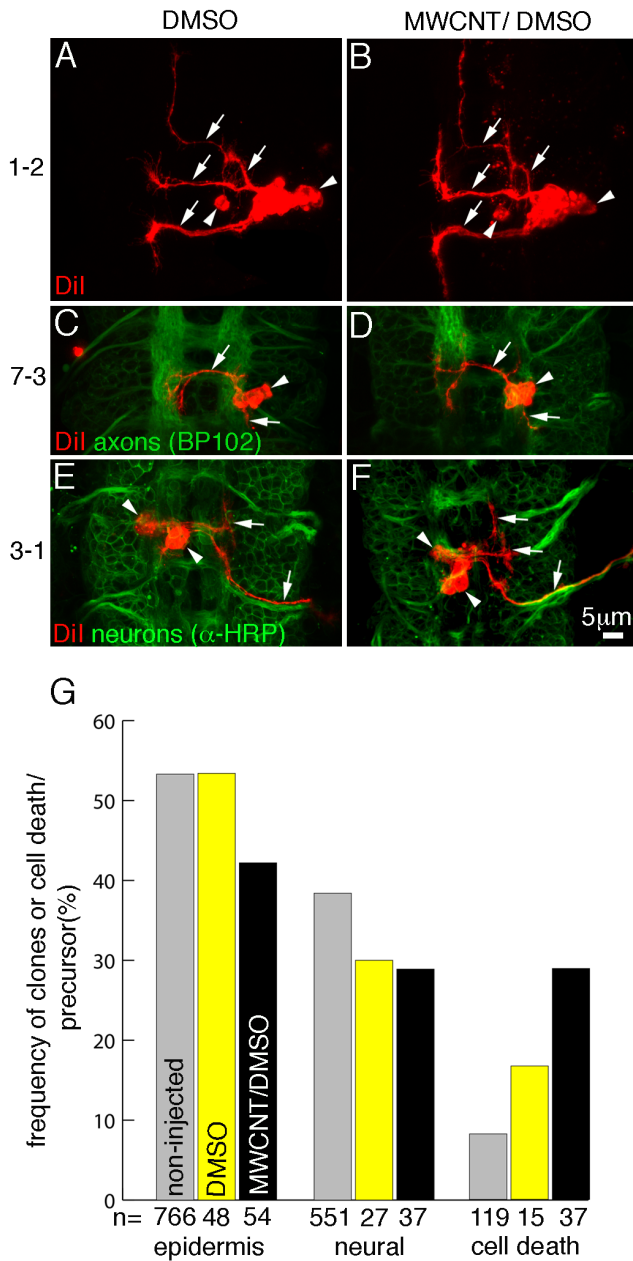 DMSO MWCNT/ DMSO
A B
1-2
DiI
C D
7-3
DiI axons (BP102)
E F
3-1
DiI neurons (α-HRP) 5µm
G
frequency of clones or cell death/
precursor(%)
60
50
40
30
20
10
0
non-injected
DMSO
MWCNT/DMSO
n= 766 48 54 551 27 37 119 15 37
epidermis neural cell death